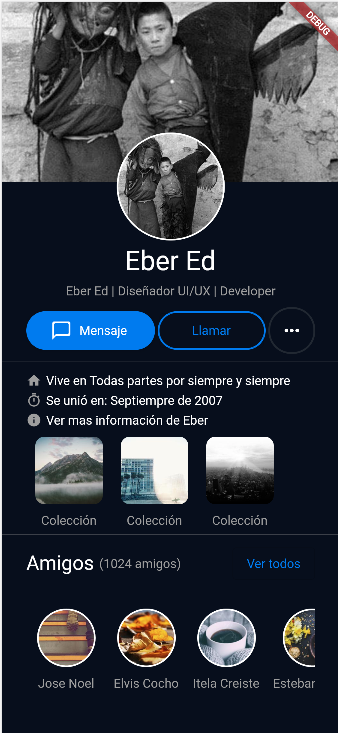 DEBUG
Eber Ed
Eber Ed | Diseñador UI/UX | Developer
Mensaje
Llamar
Vive en Todas partes por siempre y siempre
Se unió en: Septiempre de 2007
Ver mas información de Eber
Colección Colección Colección
Amigos (1024 amigos) Ver todos
Jose Noel Elvis Cocho Itela Creiste Esteban